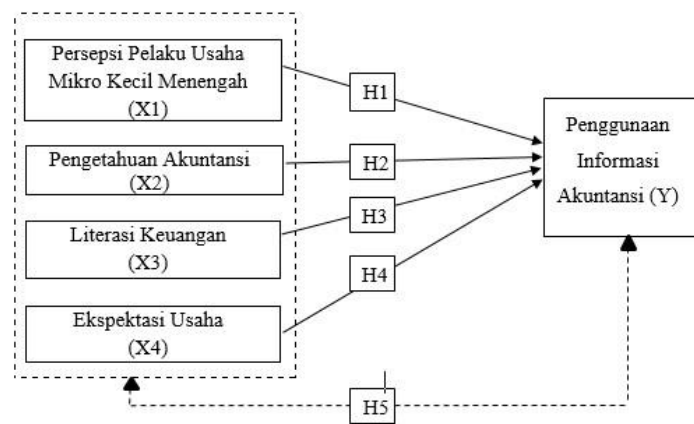 Persepsi Pelaku Usaha
Mikro Kecil Menengah
(X1)
Pengetahuan Akuntansi
(X2)
Literasi Keuangan
(X3)
Ekspektasi Usaha
(X4)
H1
H2
H3
H4
H5
Penggunaan
Informasi
Akuntansi (Y)